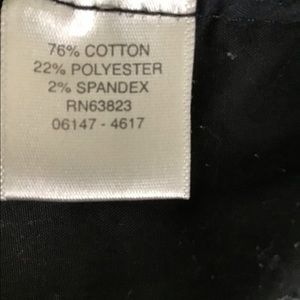 76% COTTON
22% POLYESTER
2% SPANDEX
RN63823
06147 - 4617